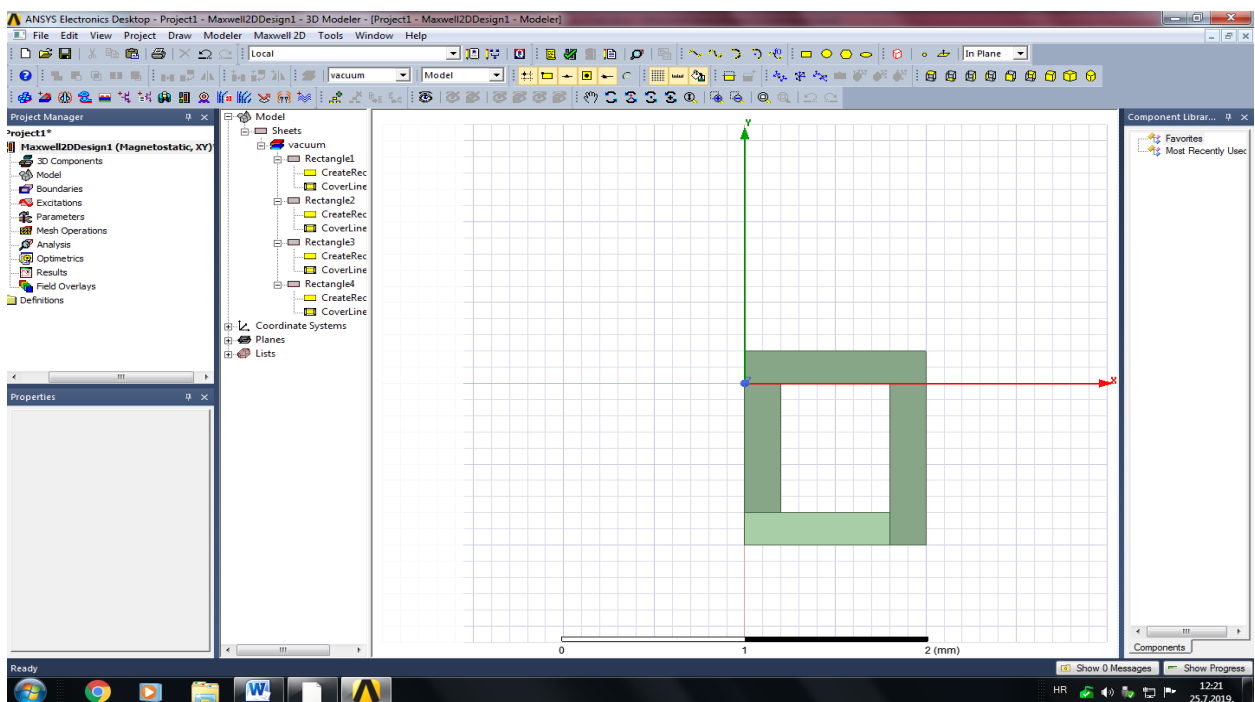 ANSYS Electronics Desktop - Project1 - Maxwell2DDesign1 - 3D Modeler - [Project1 - Maxwell2DDesign1 - Modeler]
File Edit View Project Draw Modeler Maxwell 2D Tools Window Help
Local
In Plane
vacuum
Model
Project Manager
Project1*
Maxwell2DDesign1 (Magnetostatic, XY)*
3D Components
Model
Boundaries
Excitations
Parameters
Mesh Operations
Analysis
Optimetrics
Results
Field Overlays
Definitions
Properties
Model
Sheets
vacuum
Rectangle1
CreateRec
CoverLine
Rectangle2
CreateRec
CoverLine
Rectangle3
CreateRec
CoverLine
Rectangle4
CreateRec
CoverLine
Coordinate Systems
Planes
Lists
Y
X
Z
0 1 2 (mm)
Component Librar...
Favorites
Most Recently Used
Components
Ready
Show 0 Messages
Show Progress
HR
12:21
25.7.2019.